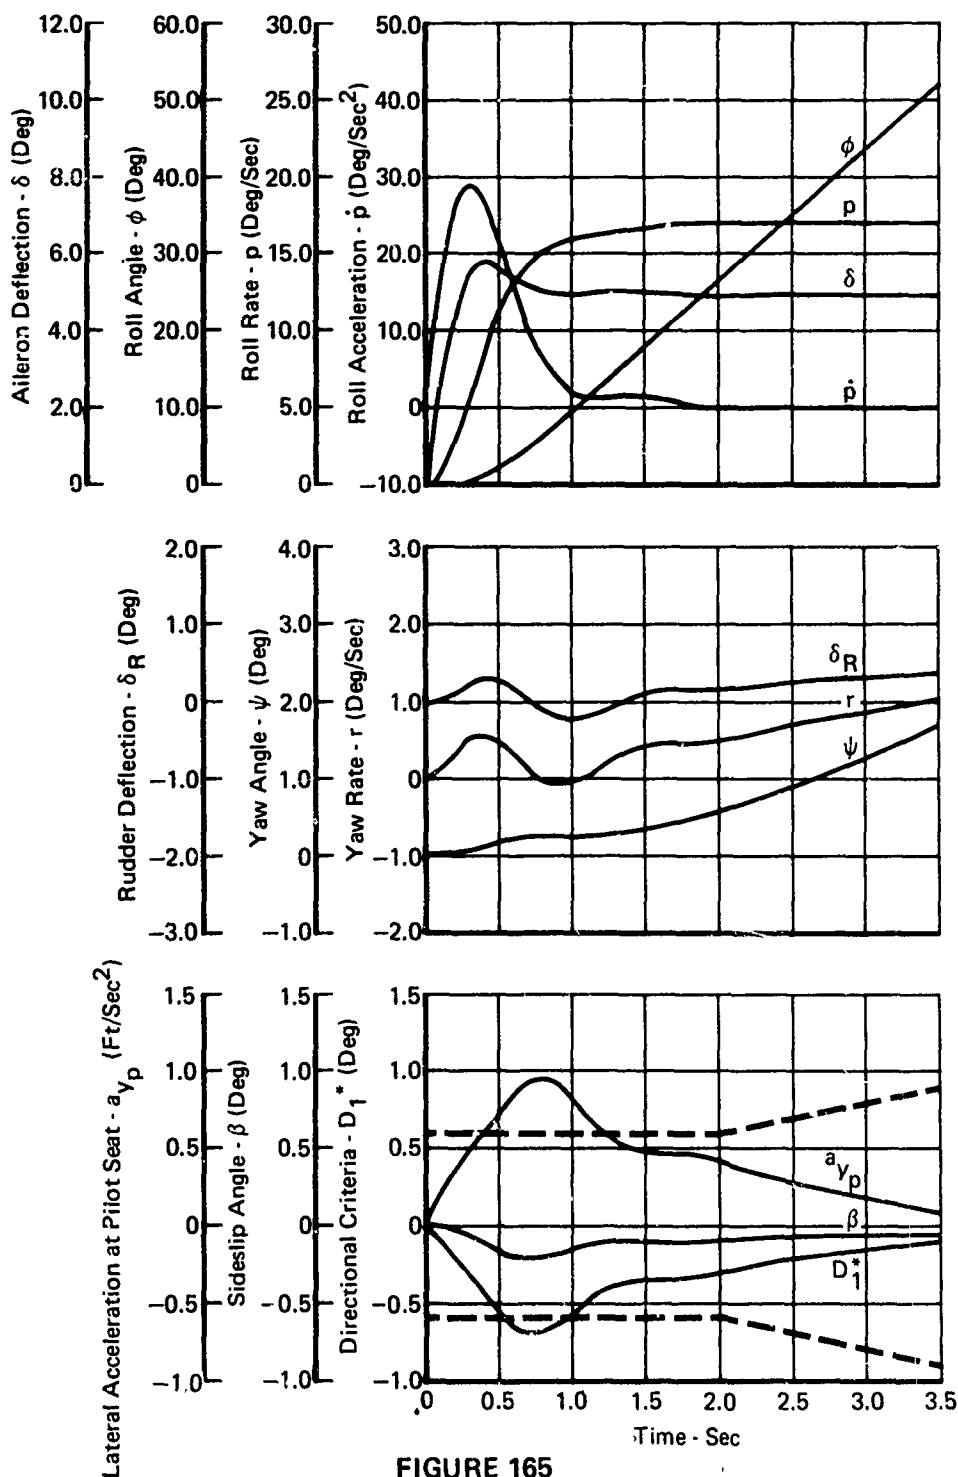 Aileron Deflection - δ (Deg)
12.0
10.0
8.0
6.0
4.0
2.0
0
Roll Angle - ϕ (Deg)
60.0
50.0
40.0
30.0
20.0
10.0
0
Roll Rate - p (Deg/Sec)
30.0
25.0
20.0
15.0
10.0
5.0
0
Roll Acceleration - ṗ (Deg/Sec²)
50.0
40.0
30.0
20.0
10.0
0
−10.0
ϕ
p
δ
ṗ
Rudder Deflection - δR (Deg)
2.0
1.0
0
−1.0
−2.0
−3.0
Yaw Angle - ψ (Deg)
4.0
3.0
2.0
1.0
0
−1.0
Yaw Rate - r (Deg/Sec)
3.0
2.0
1.0
0
−1.0
−2.0
δR
r
ψ
Lateral Acceleration at Pilot Seat - ayp (Ft/Sec²)
1.5
1.0
0.5
0
−0.5
−1.0
Sideslip Angle - β (Deg)
1.5
1.0
0.5
0
−0.5
−1.0
Directional Criteria - D1* (Deg)
1.5
1.0
0.5
0
−0.5
−1.0
ayp
β
D1*
0 0.5 1.0 1.5 2.0 2.5 3.0 3.5
Time - Sec
FIGURE 165